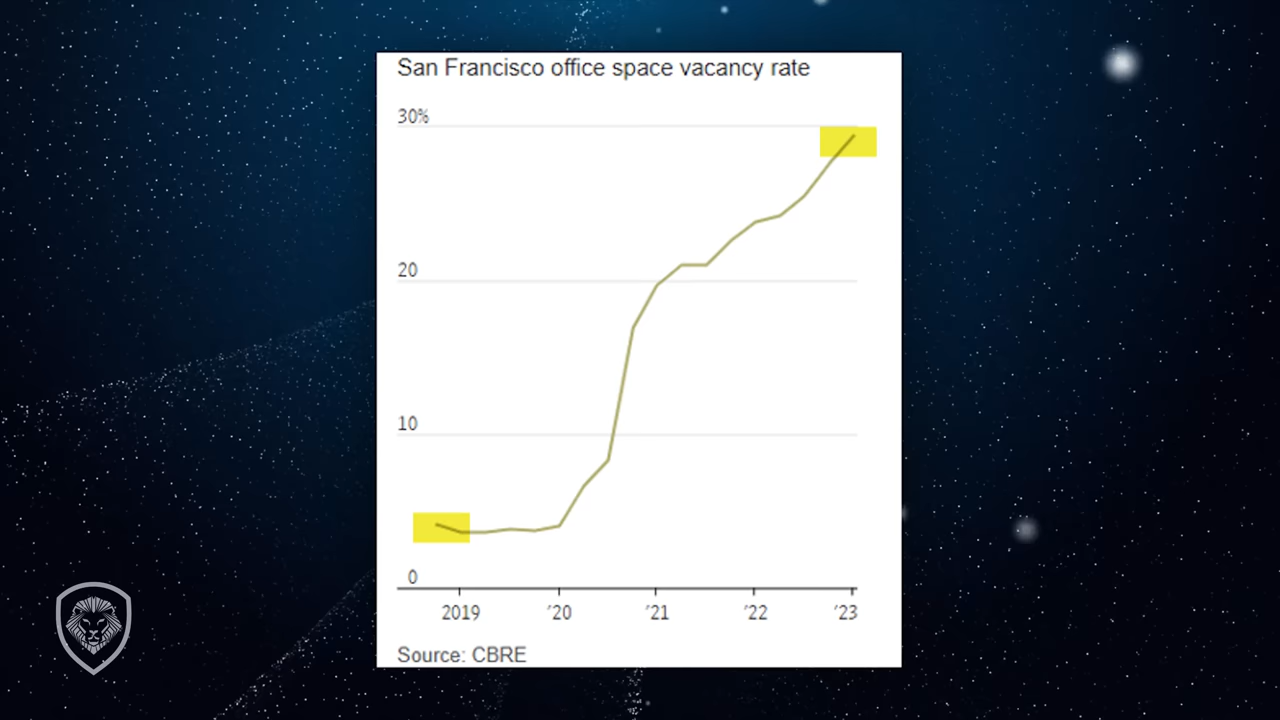 San Francisco office space vacancy rate
30%
20
10
0
2019 ’20 ’21 ’22 ’23
Source: CBRE